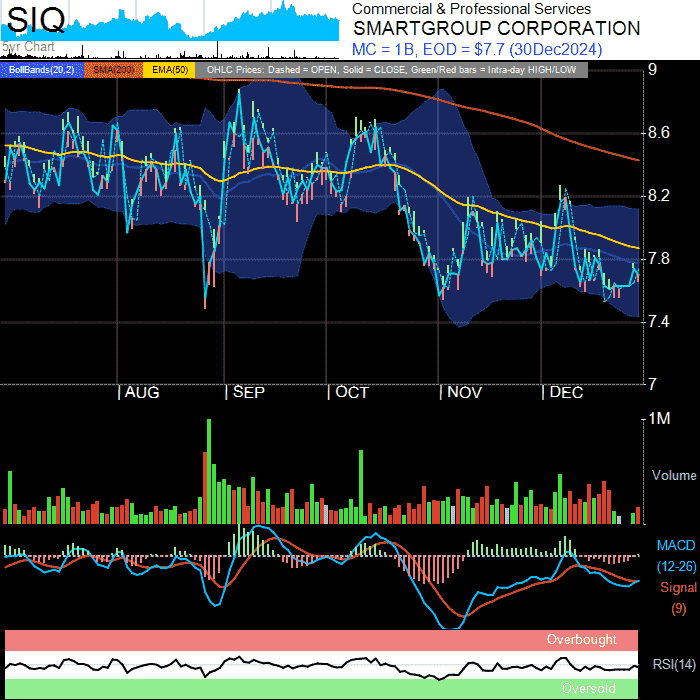 SIQ
5yr Chart
Commercial & Professional Services
SMARTGROUP CORPORATION
MC = 1B, EOD = $7.7 (30Dec2024)
BollBands(20,2) SMA(200) EMA(50) OHLC Prices: Dashed = OPEN, Solid = CLOSE, Green/Red bars = Intra-day HIGH/LOW
9
8.6
8.2
7.8
7.4
7
AUG SEP OCT NOV DEC
1M
Volume
MACD
(12-26)
Signal
(9)
Overbought
RSI(14)
Oversold